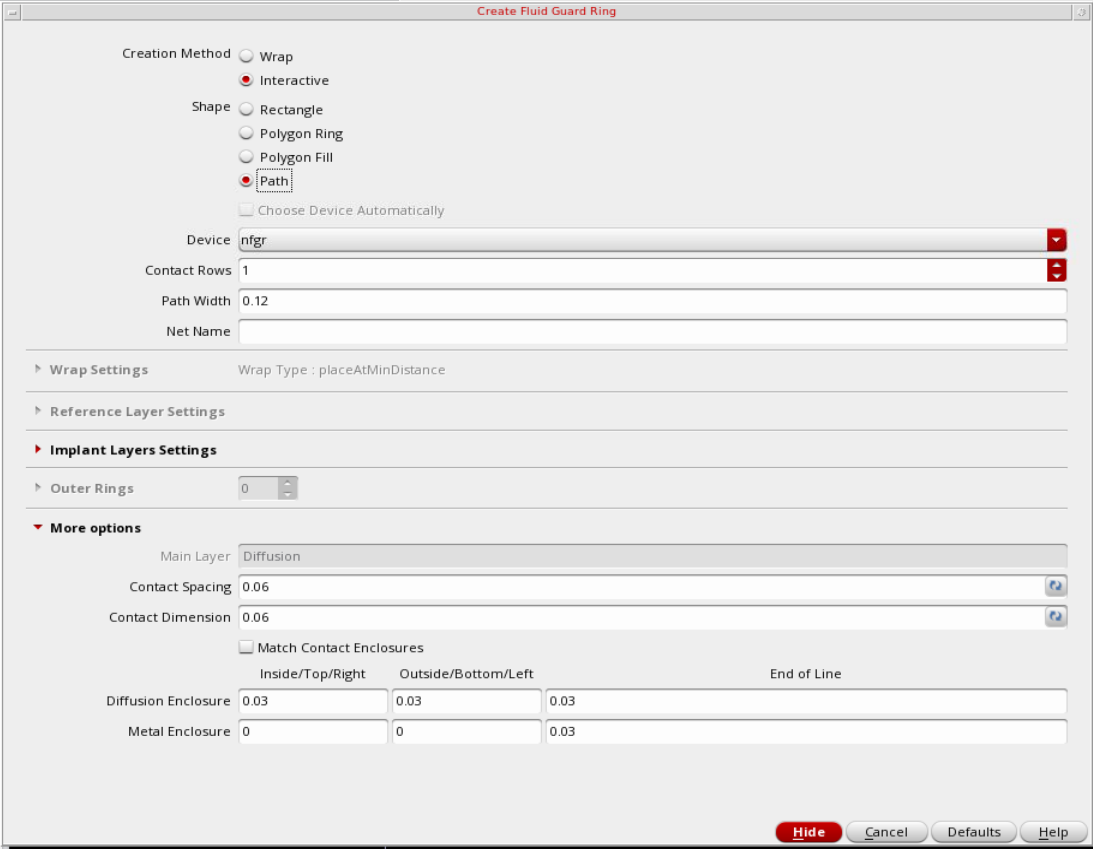 Create Fluid Guard Ring
Creation Method Wrap
Interactive
Shape Rectangle
Polygon Ring
Polygon Fill
Path
Choose Device Automatically
Device nfgr
Contact Rows 1
Path Width 0.12
Net Name
Wrap Settings Wrap Type : placeAtMinDistance
Reference Layer Settings
Implant Layers Settings
Outer Rings 0
More options
Main Layer Diffusion
Contact Spacing 0.06
Contact Dimension 0.06
Match Contact Enclosures
Inside/Top/Right Outside/Bottom/Left End of Line
Diffusion Enclosure 0.03 0.03 0.03
Metal Enclosure 0 0 0.03
Hide Cancel Defaults Help